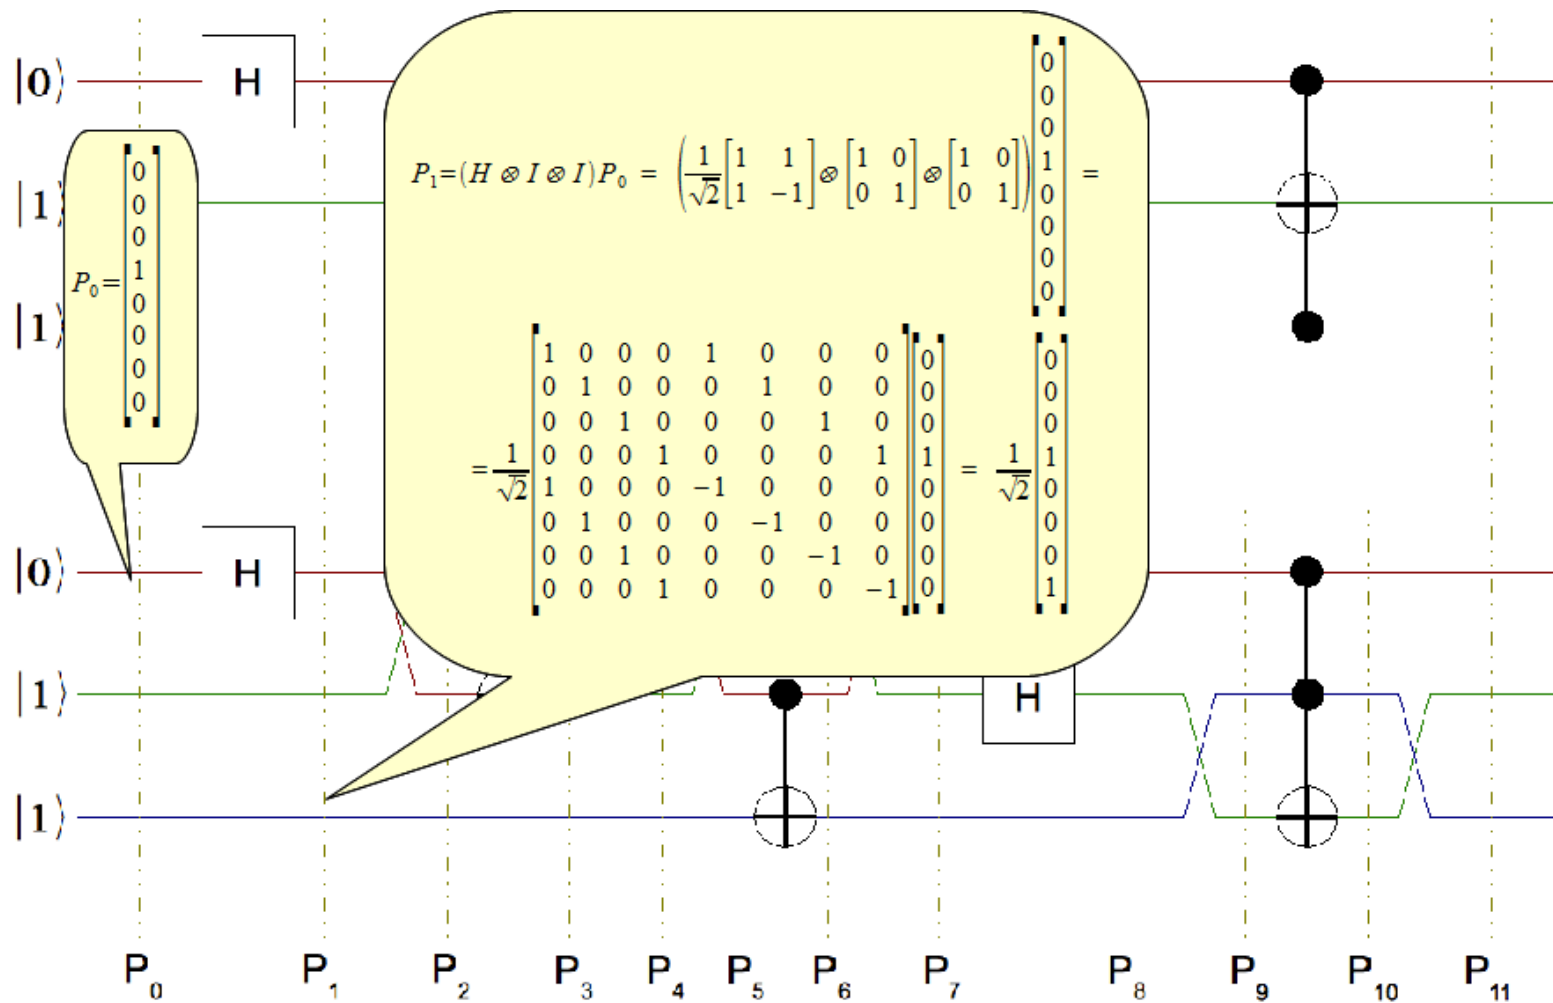 |0⟩ H
|1⟩
|1⟩
P₀= [0 0 0 1 0 0 0 0]
P₁=(H ⊗ I ⊗ I)P₀ = (1/√2 [1 1; 1 −1] ⊗ [1 0; 0 1] ⊗ [1 0; 0 1]) [0 0 0 1 0 0 0 0] =
= 1/√2
1 0 0 0 1 0 0 0
0 1 0 0 0 1 0 0
0 0 1 0 0 0 1 0
0 0 0 1 0 0 0 1
1 0 0 0 −1 0 0 0
0 1 0 0 0 −1 0 0
0 0 1 0 0 0 −1 0
0 0 0 1 0 0 0 −1
[0 0 0 1 0 0 0 0] = 1/√2 [0 0 0 1 0 0 0 1]
|0⟩ H
|1⟩ H
|1⟩
P₀ P₁ P₂ P₃ P₄ P₅ P₆ P₇ P₈ P₉ P₁₀ P₁₁